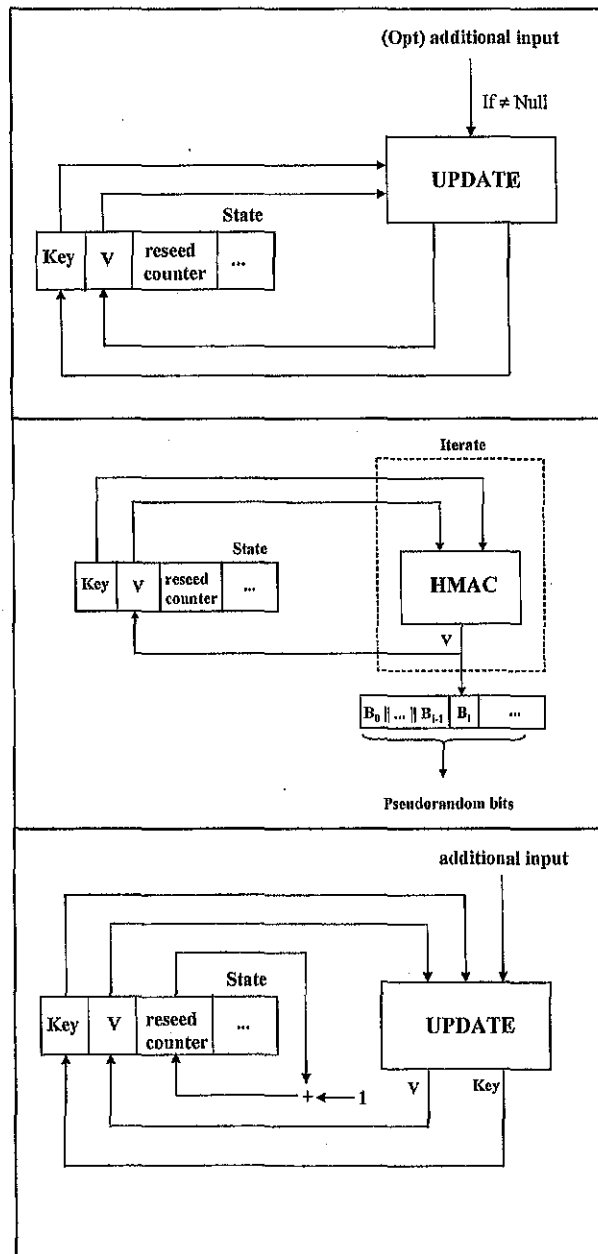 (Opt) additional input
If ≠ Null
UPDATE
State
Key V reseed counter ...
Iterate
State
Key V reseed counter ...
HMAC
V
B0 || ... || Bi-1 Bi ...
Pseudorandom bits
additional input
State
Key V reseed counter ...
UPDATE
V Key
+ 1